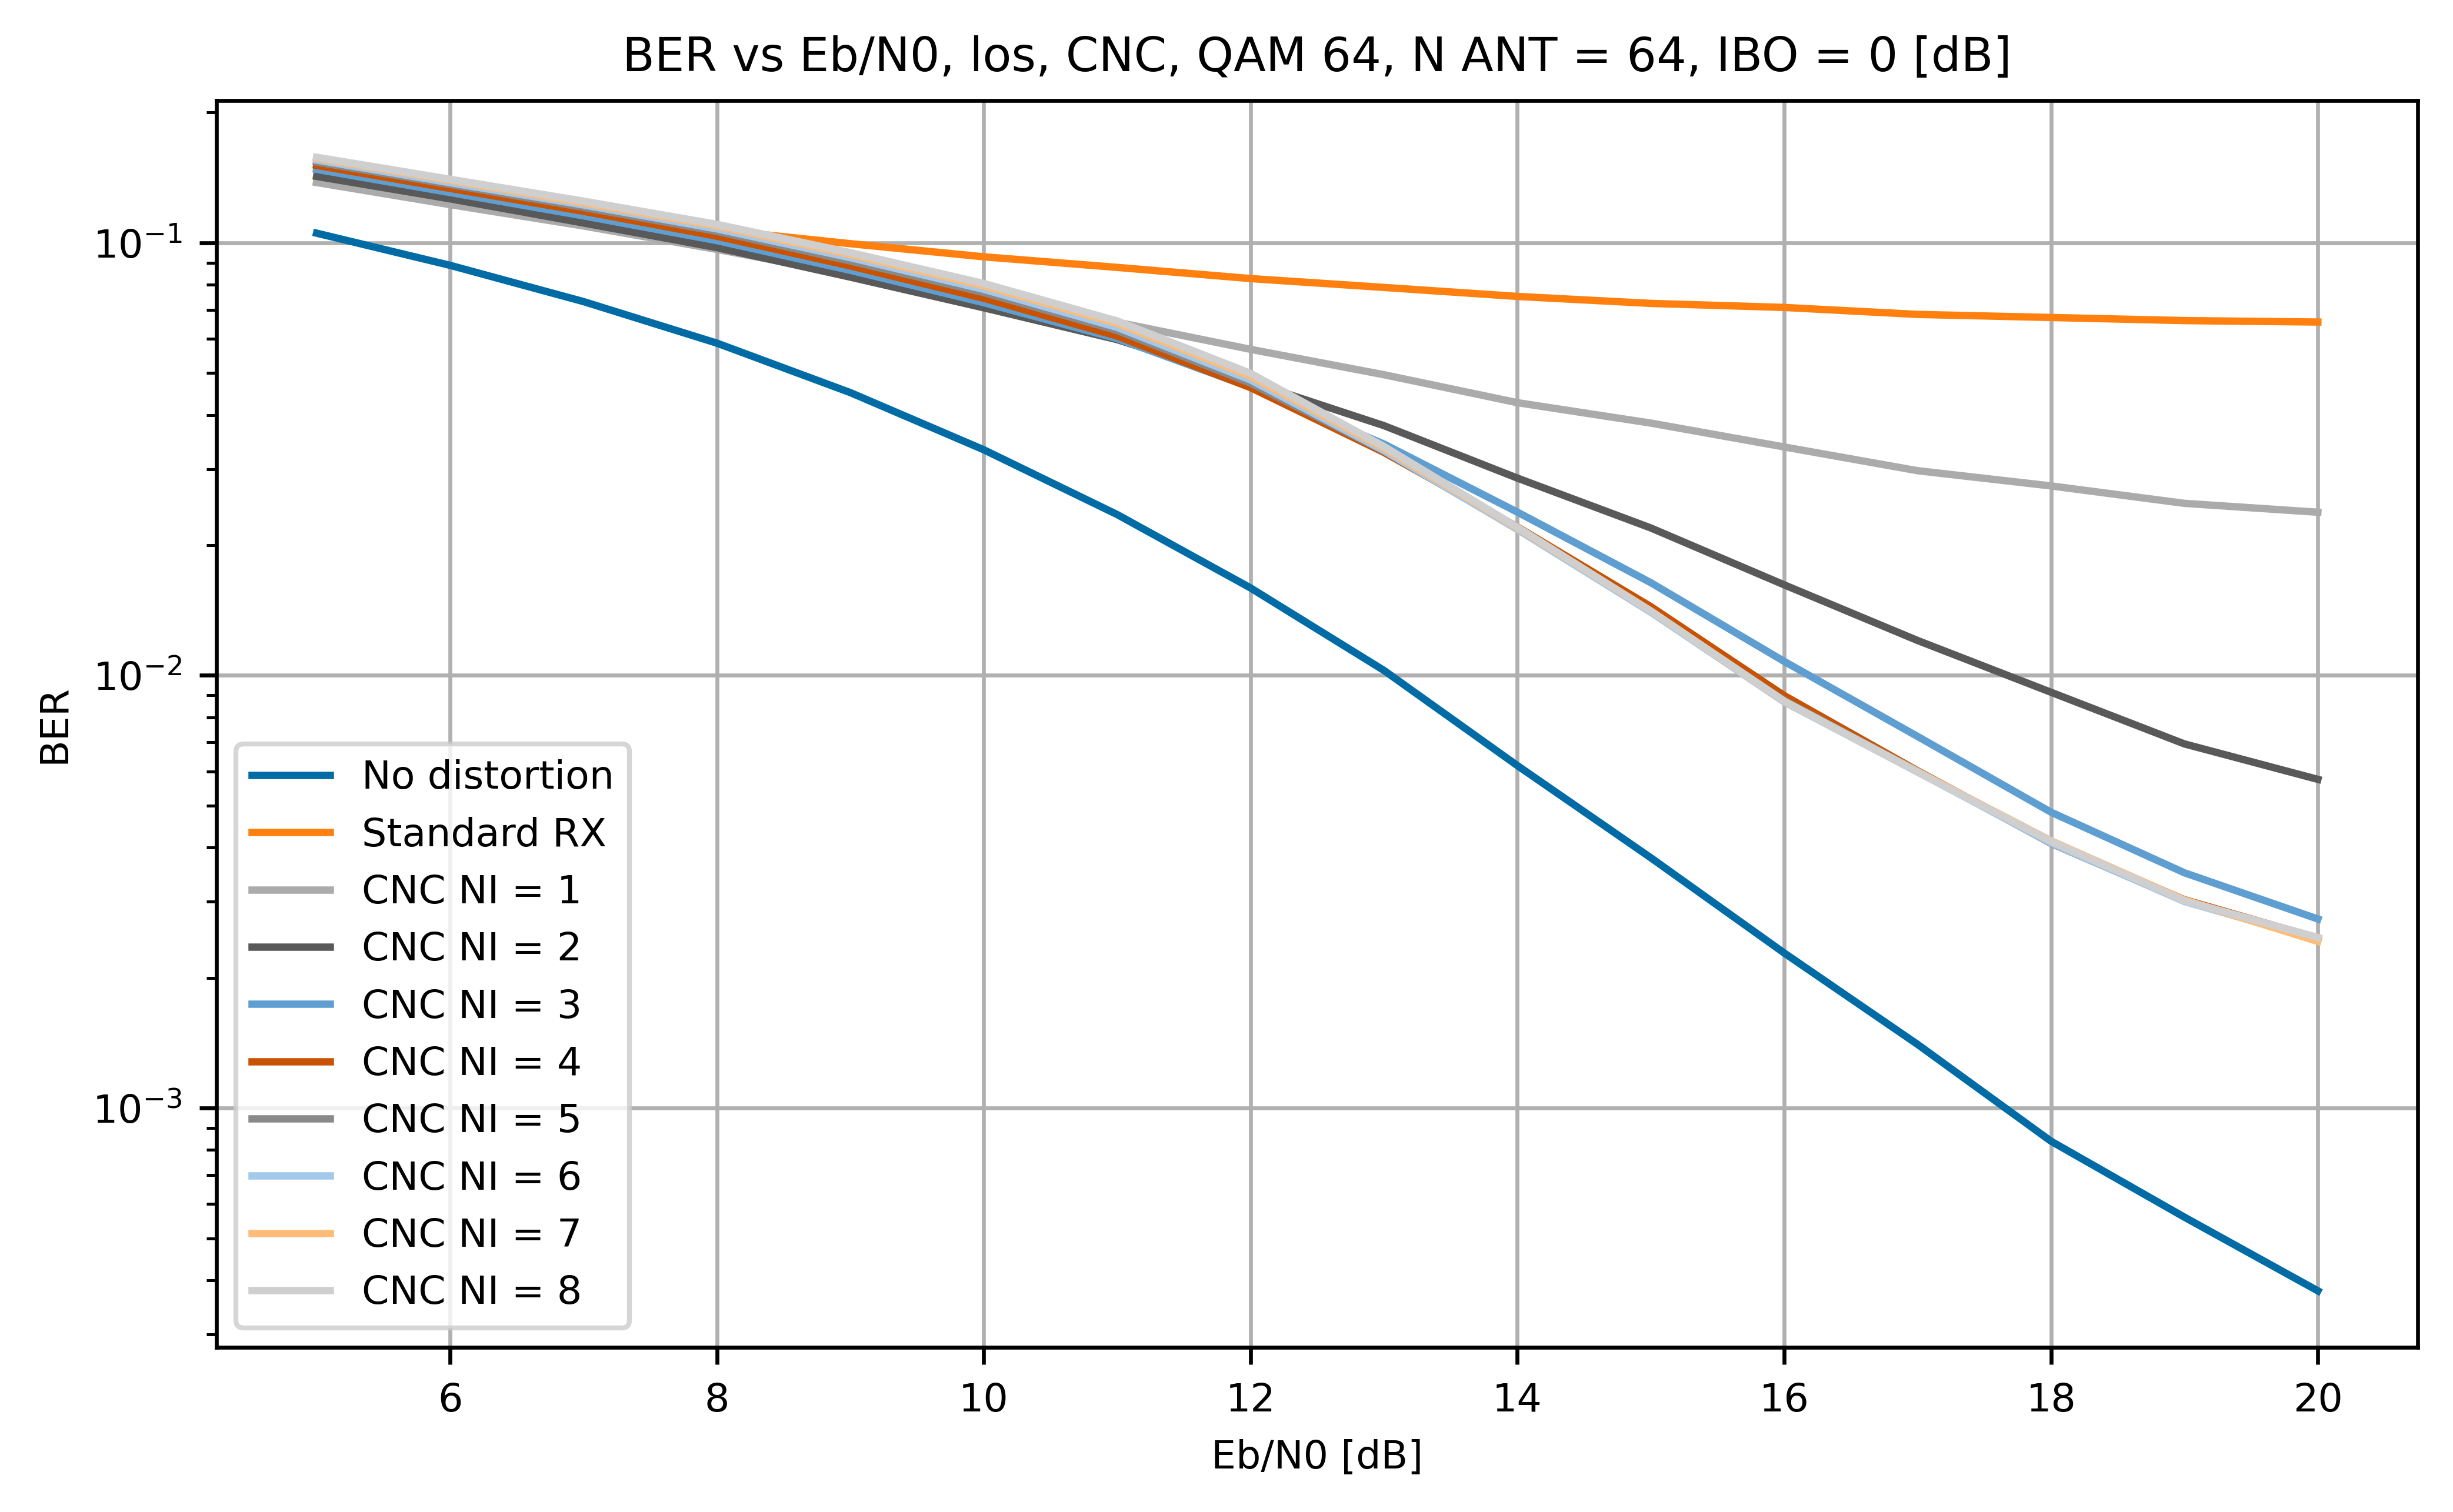 BER vs Eb/N0, los, CNC, QAM 64, N ANT = 64, IBO = 0 [dB]
BER
10⁻¹
10⁻²
10⁻³
No distortion
Standard RX
CNC NI = 1
CNC NI = 2
CNC NI = 3
CNC NI = 4
CNC NI = 5
CNC NI = 6
CNC NI = 7
CNC NI = 8
6 8 10 12 14 16 18 20
Eb/N0 [dB]